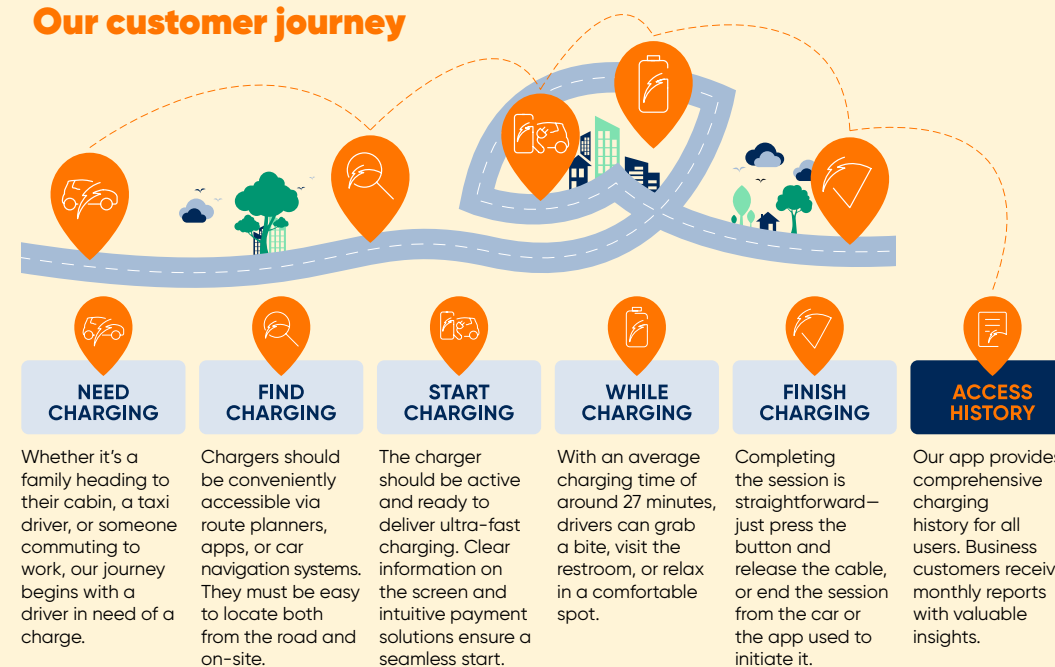 Our customer journey
NEED
CHARGING
Whether it's a
family heading to
their cabin, a taxi
driver, or someone
commuting to
work, our journey
begins with a
driver in need of a
charge.
FIND
CHARGING
Chargers should
be conveniently
accessible via
route planners,
apps, or car
navigation systems.
They must be easy
to locate both
from the road and
on-site.
START
CHARGING
The charger
should be active
and ready to
deliver ultra-fast
charging. Clear
information on
the screen and
intuitive payment
solutions ensure a
seamless start.
WHILE
CHARGING
With an average
charging time of
around 27 minutes,
drivers can grab
a bite, visit the
restroom, or relax
in a comfortable
spot.
FINISH
CHARGING
Completing
the session is
straightforward—
just press the
button and
release the cable,
or end the session
from the car or
the app used to
initiate it.
ACCESS
HISTORY
Our app provides
comprehensive
charging
history for all
users. Business
customers receiv
monthly reports
with valuable
insights.